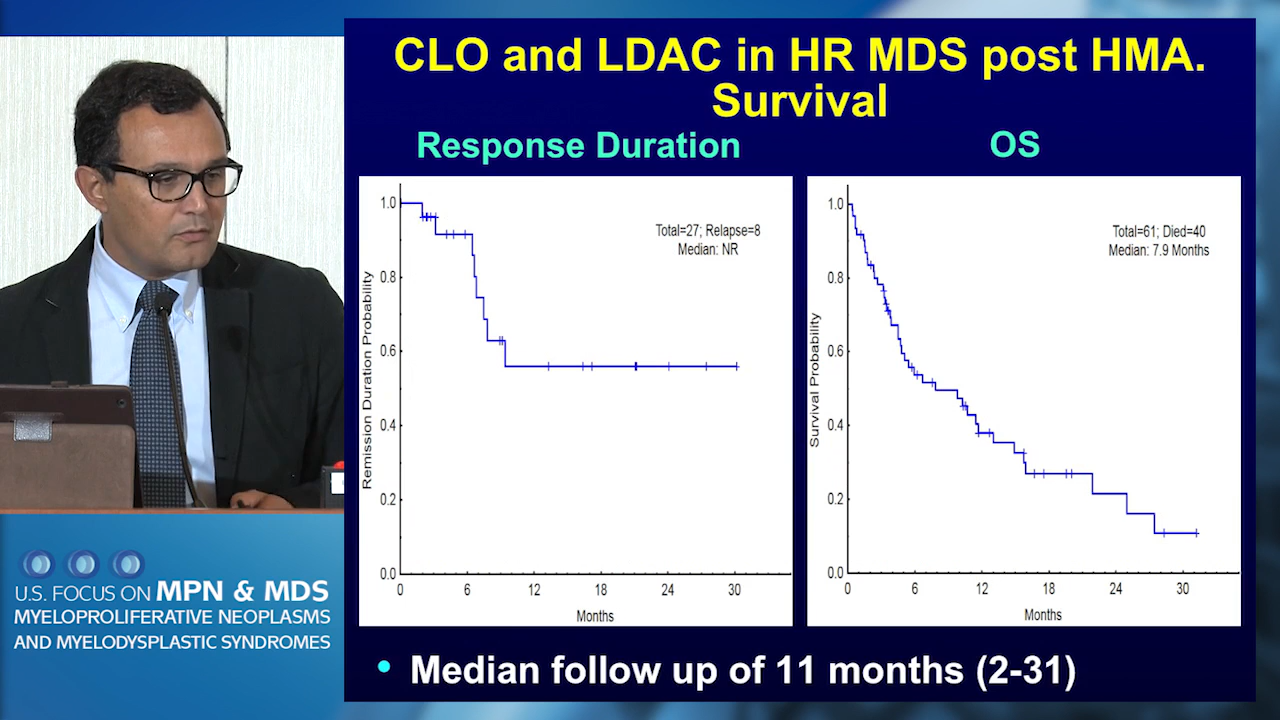 CLO and LDAC in HR MDS post HMA.
Survival
Response Duration
OS
Remission Duration Probability
1.0
0.8
0.6
0.4
0.2
0.0
Total=27; Relapse=8
Median: NR
0 6 12 18 24 30
Months
Survival Probability
1.0
0.8
0.6
0.4
0.2
0.0
Total=61; Died=40
Median: 7.9 Months
0 6 12 18 24 30
Months
• Median follow up of 11 months (2-31)
U.S. FOCUS ON MPN & MDS
MYELOPROLIFERATIVE NEOPLASMS
AND MYELODYSPLASTIC SYNDROMES